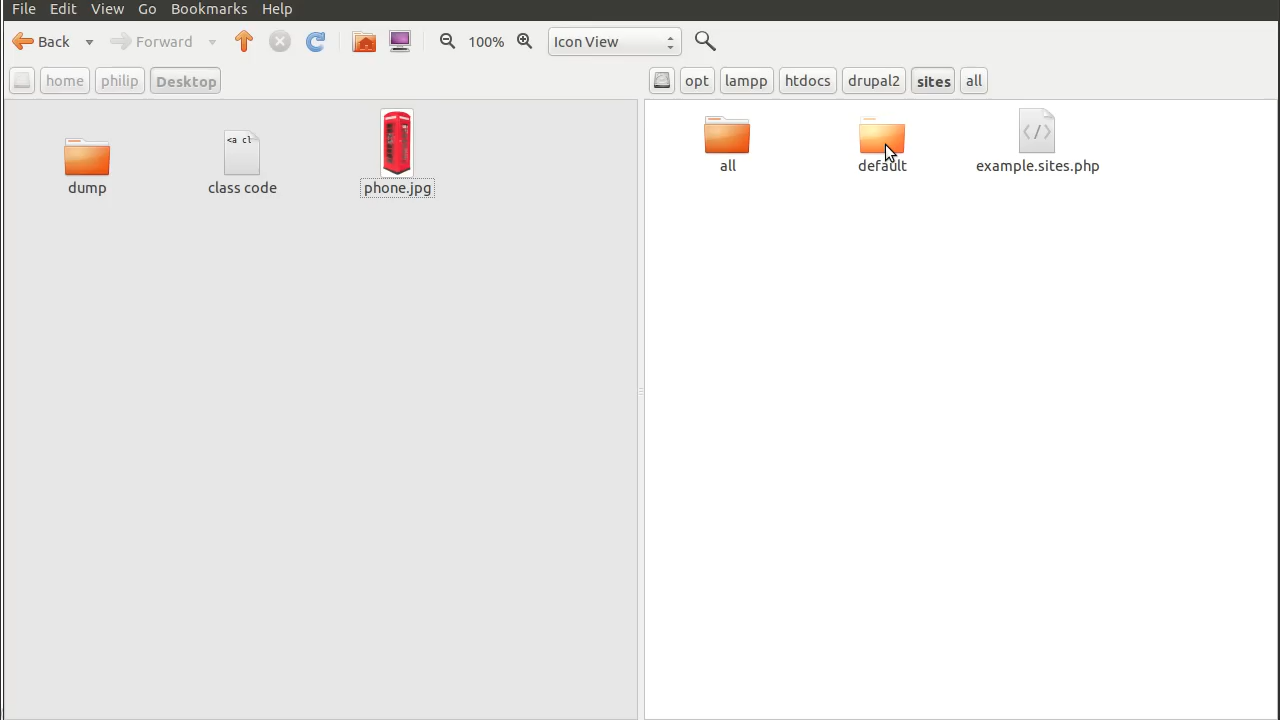 File Edit View Go Bookmarks Help
Back Forward 100% Icon View
home philip Desktop
opt lampp htdocs drupal2 sites all
<a cl
dump class code phone.jpg
</>
all default example.sites.php